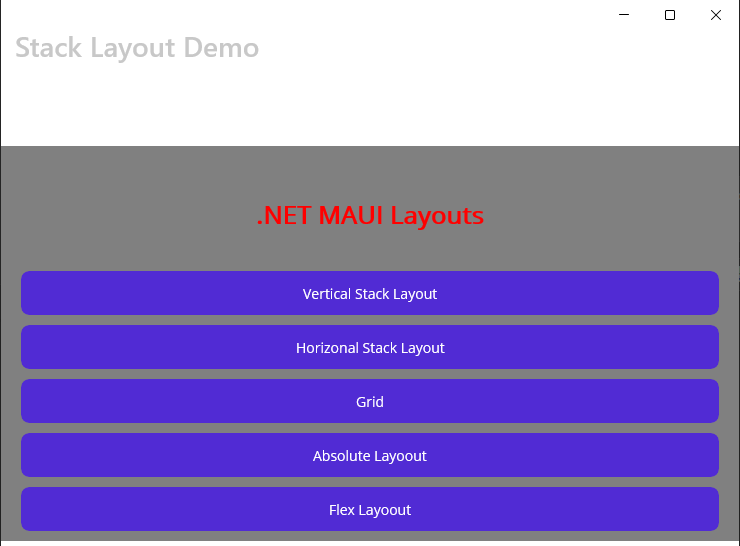 Stack Layout Demo
.NET MAUI Layouts
Vertical Stack Layout
Horizonal Stack Layout
Grid
Absolute Layoout
Flex Layoout